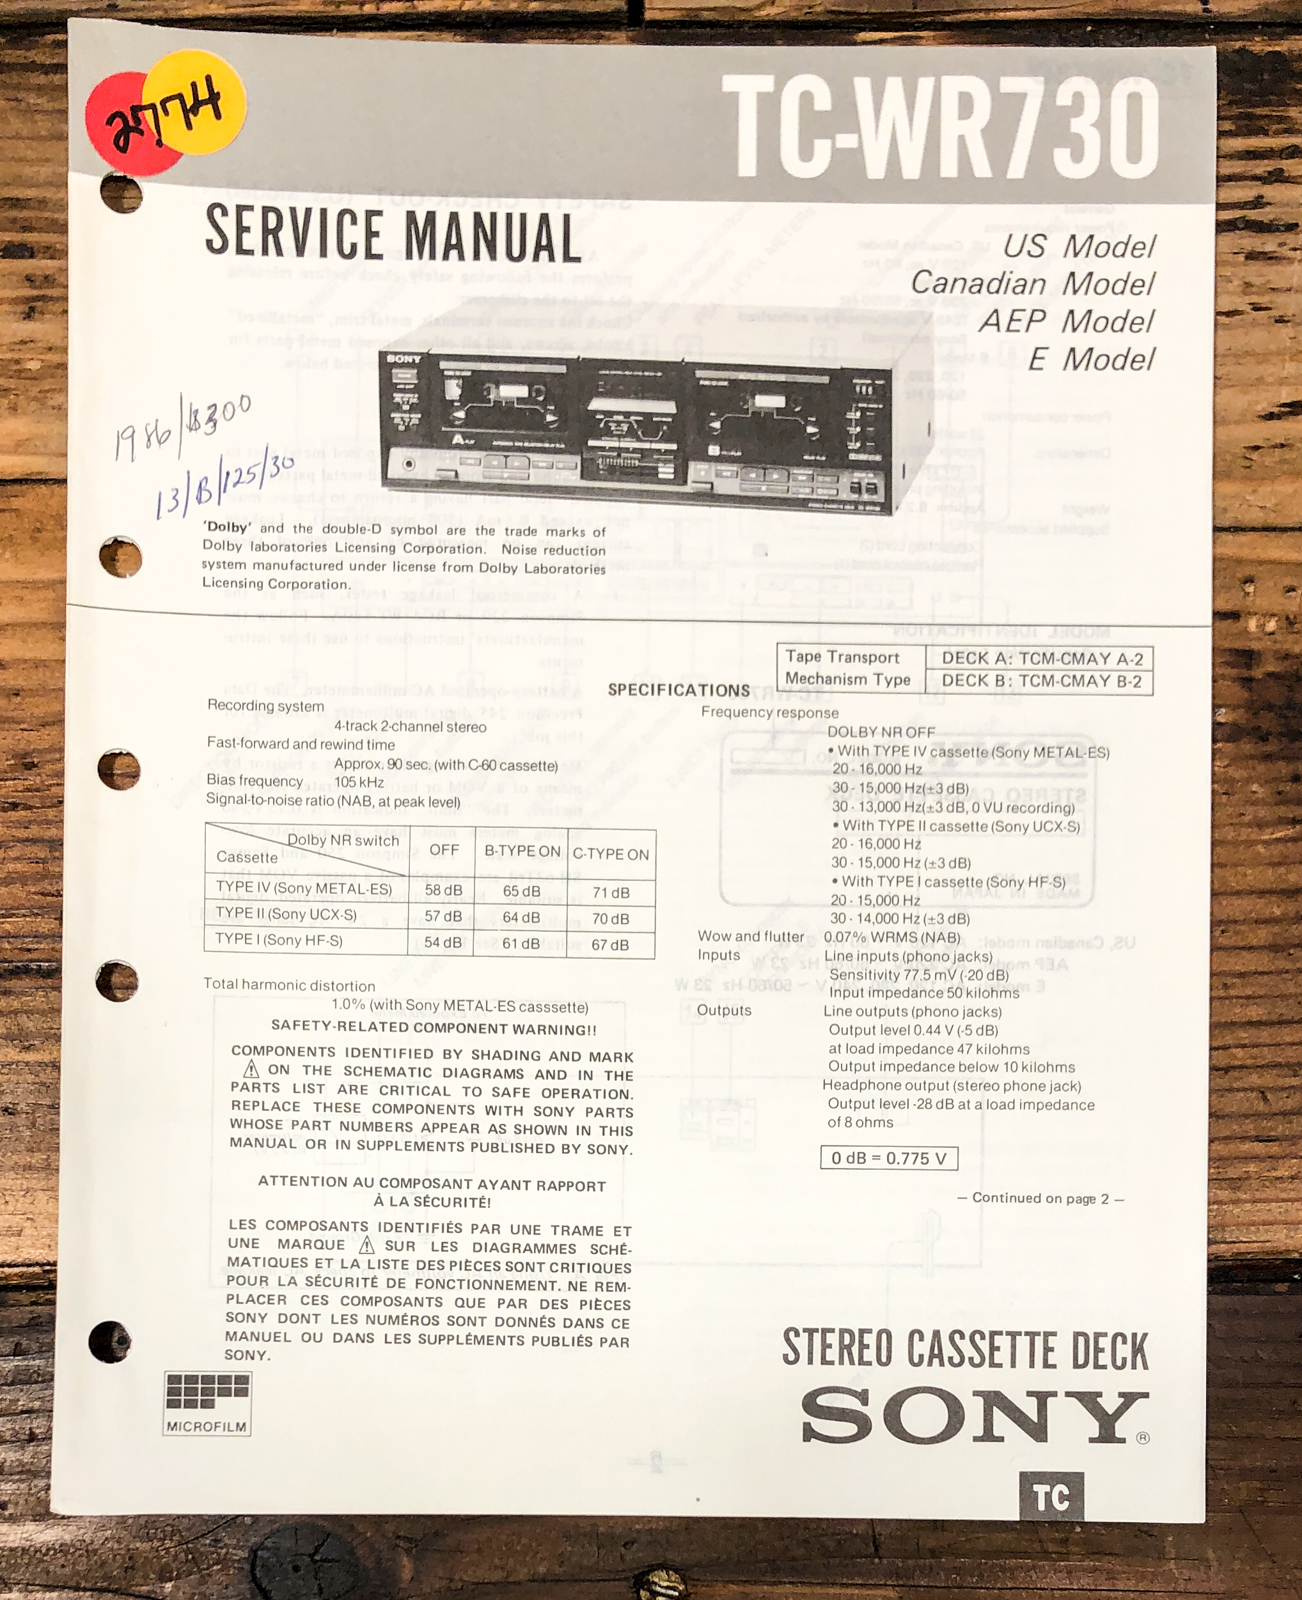 2774
TC-WR730
SERVICE MANUAL
US Model
Canadian Model
AEP Model
E Model
SONY
A
B
1986/$300
13/B/125/30
'Dolby' and the double-D symbol are the trade marks of
Dolby laboratories Licensing Corporation. Noise reduction
system manufactured under license from Dolby Laboratories
Licensing Corporation.
Tape Transport DECK A: TCM-CMAY A-2
Mechanism Type DECK B: TCM-CMAY B-2
SPECIFICATIONS
Recording system
4-track 2-channel stereo
Fast-forward and rewind time
Approx. 90 sec. (with C-60 cassette)
Bias frequency 105 kHz
Signal-to-noise ratio (NAB, at peak level)
Dolby NR switch OFF B-TYPE ON C-TYPE ON
Cassette
TYPE IV (Sony METAL-ES) 58 dB 65 dB 71 dB
TYPE II (Sony UCX-S) 57 dB 64 dB 70 dB
TYPE I (Sony HF-S) 54 dB 61 dB 67 dB
Total harmonic distortion
1.0% (with Sony METAL-ES casssette)
SAFETY-RELATED COMPONENT WARNING!!
COMPONENTS IDENTIFIED BY SHADING AND MARK
⚠ ON THE SCHEMATIC DIAGRAMS AND IN THE
PARTS LIST ARE CRITICAL TO SAFE OPERATION.
REPLACE THESE COMPONENTS WITH SONY PARTS
WHOSE PART NUMBERS APPEAR AS SHOWN IN THIS
MANUAL OR IN SUPPLEMENTS PUBLISHED BY SONY.
ATTENTION AU COMPOSANT AYANT RAPPORT
À LA SÉCURITÉ!
LES COMPOSANTS IDENTIFIÉS PAR UNE TRAME ET
UNE MARQUE ⚠ SUR LES DIAGRAMMES SCHÉ-
MATIQUES ET LA LISTE DES PIÈCES SONT CRITIQUES
POUR LA SÉCURITÉ DE FONCTIONNEMENT. NE REM-
PLACER CES COMPOSANTS QUE PAR DES PIÈCES
SONY DONT LES NUMÉROS SONT DONNÉS DANS CE
MANUEL OU DANS LES SUPPLÉMENTS PUBLIÉS PAR
SONY.
Frequency response
DOLBY NR OFF
• With TYPE IV cassette (Sony METAL-ES)
20 - 16,000 Hz
30 - 15,000 Hz(±3 dB)
30 - 13,000 Hz(±3 dB, 0 VU recording)
• With TYPE II cassette (Sony UCX-S)
20 - 16,000 Hz
30 - 15,000 Hz (±3 dB)
• With TYPE I cassette (Sony HF-S)
20 - 15,000 Hz
30 - 14,000 Hz (±3 dB)
Wow and flutter 0.07% WRMS (NAB)
Inputs Line inputs (phono jacks)
Sensitivity 77.5 mV (-20 dB)
Input impedance 50 kilohms
Outputs Line outputs (phono jacks)
Output level 0.44 V (-5 dB)
at load impedance 47 kilohms
Output impedance below 10 kilohms
Headphone output (stereo phone jack)
Output level -28 dB at a load impedance
of 8 ohms
0 dB = 0.775 V
— Continued on page 2 —
MICROFILM
STEREO CASSETTE DECK
SONY®
TC